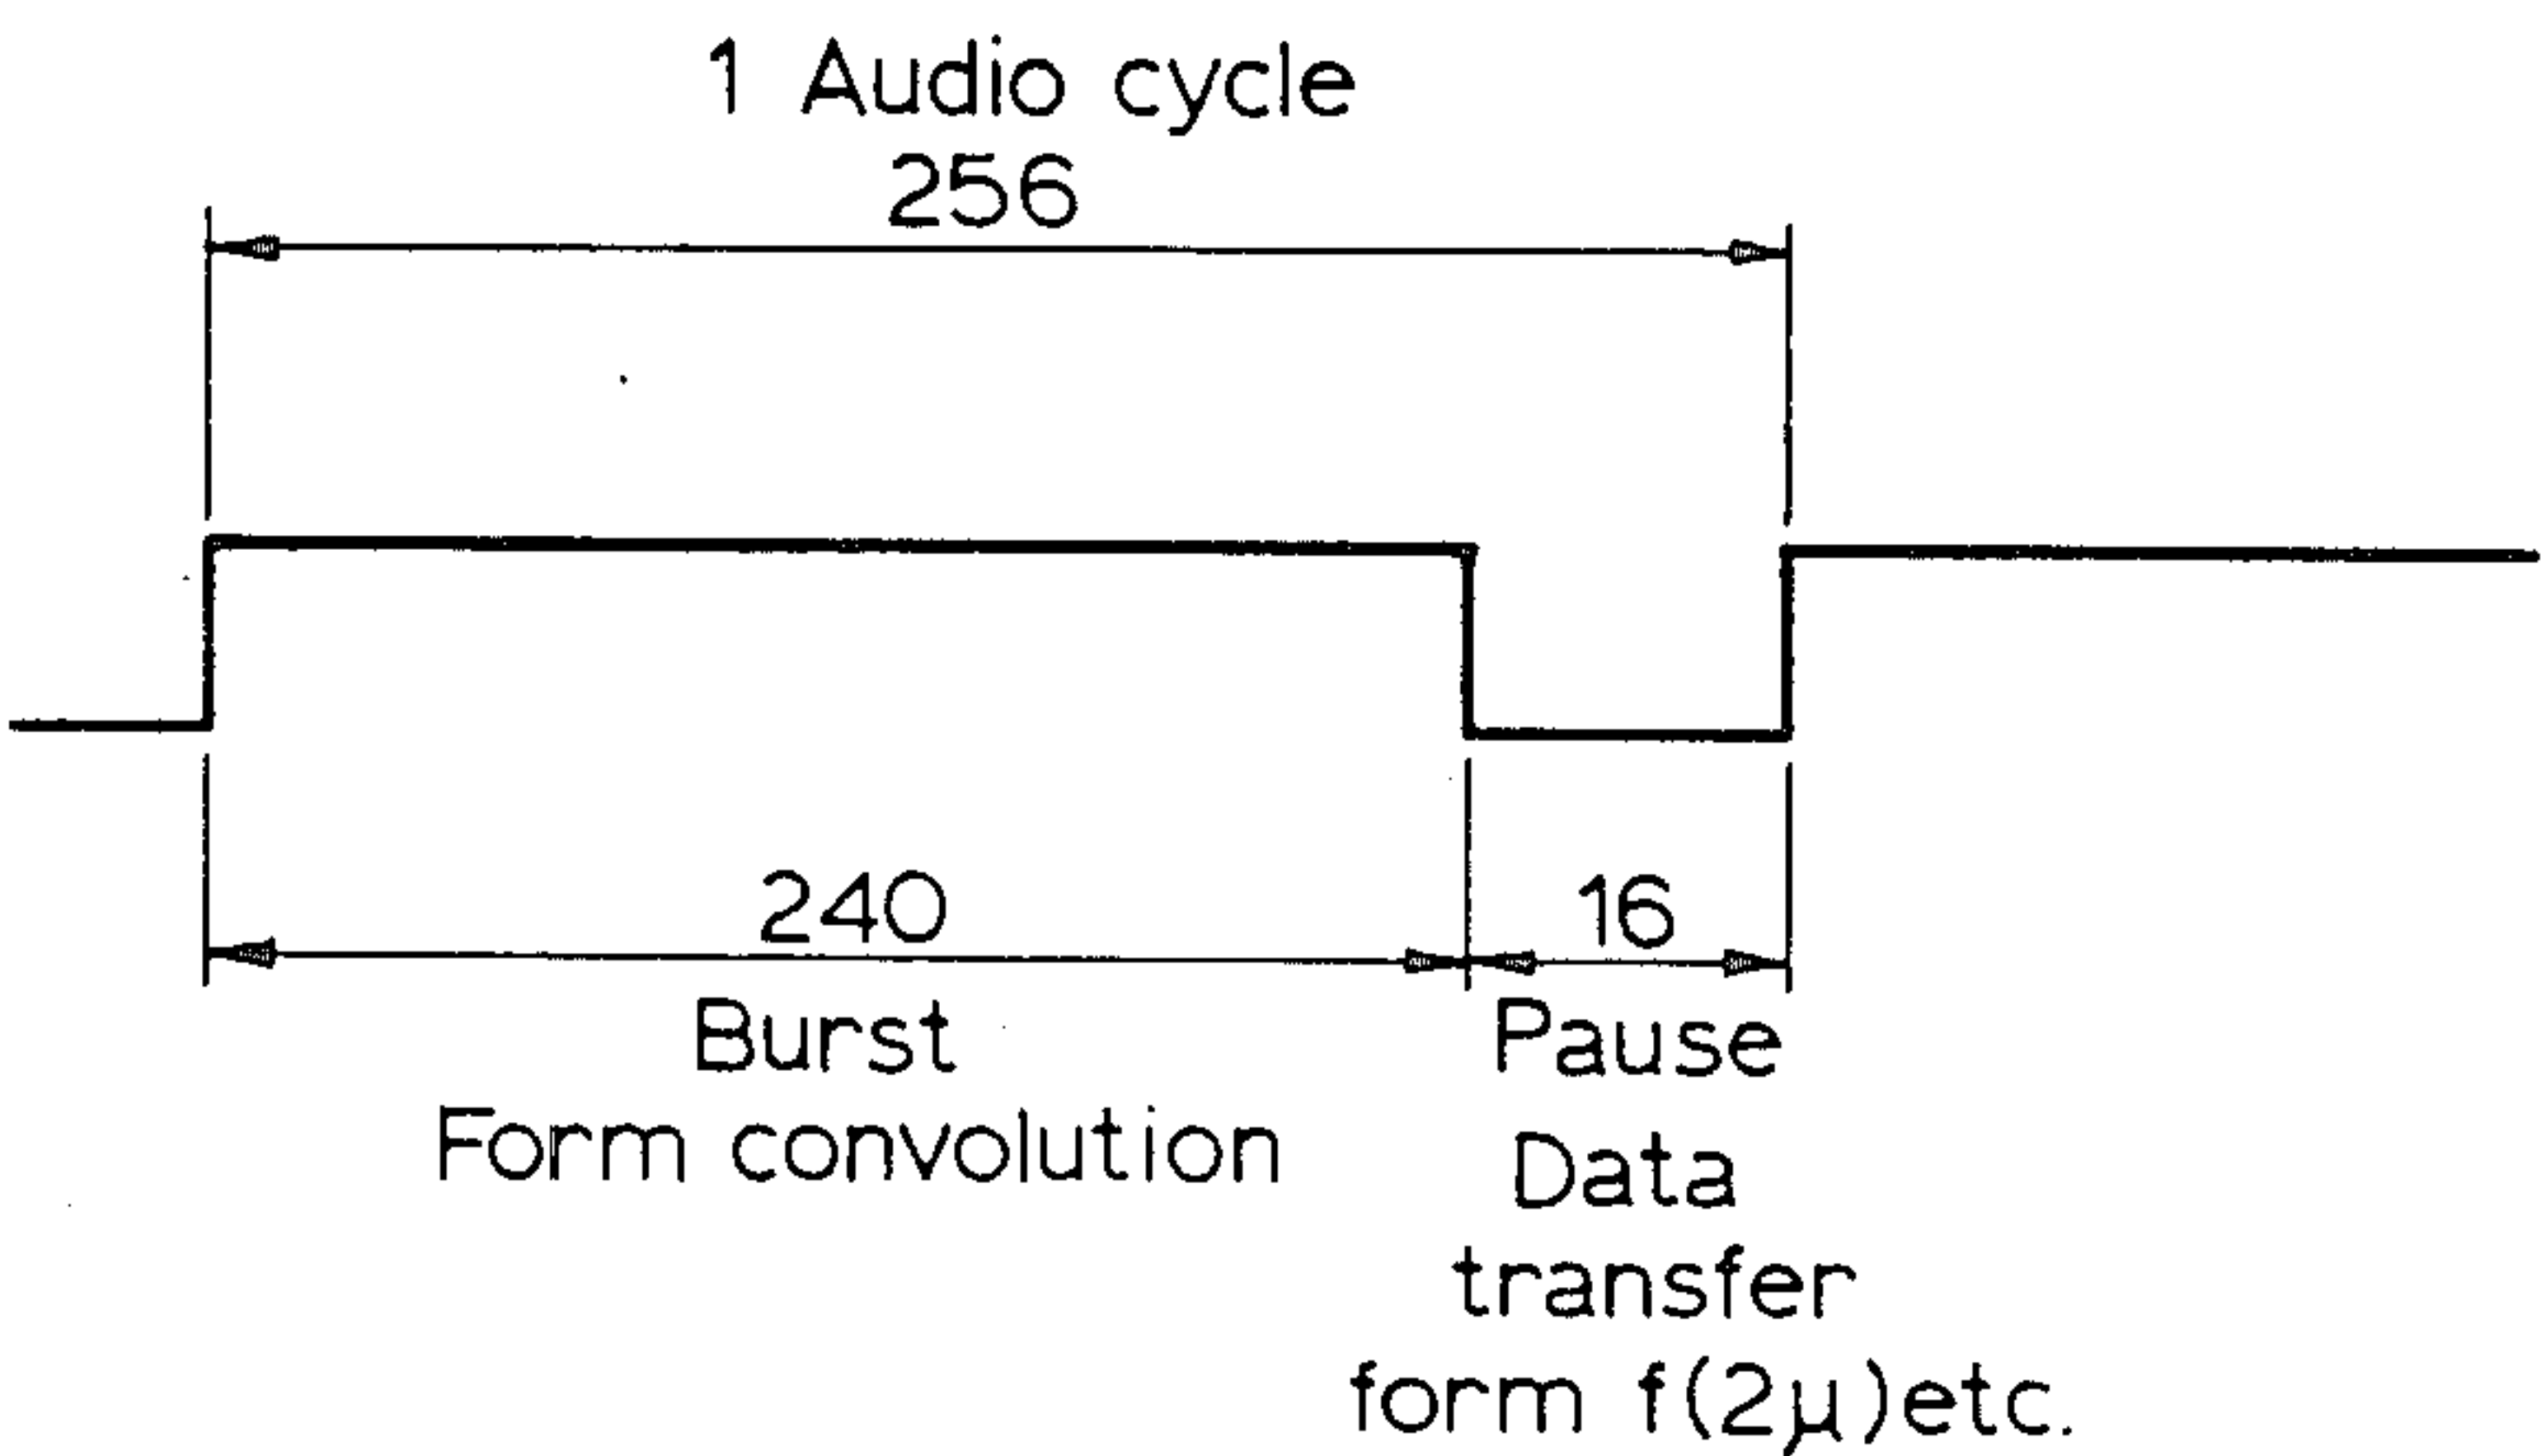 1 Audio cycle
256
240
16
Burst
Form convolution
Pause
Data
transfer
form f(2μ)etc.